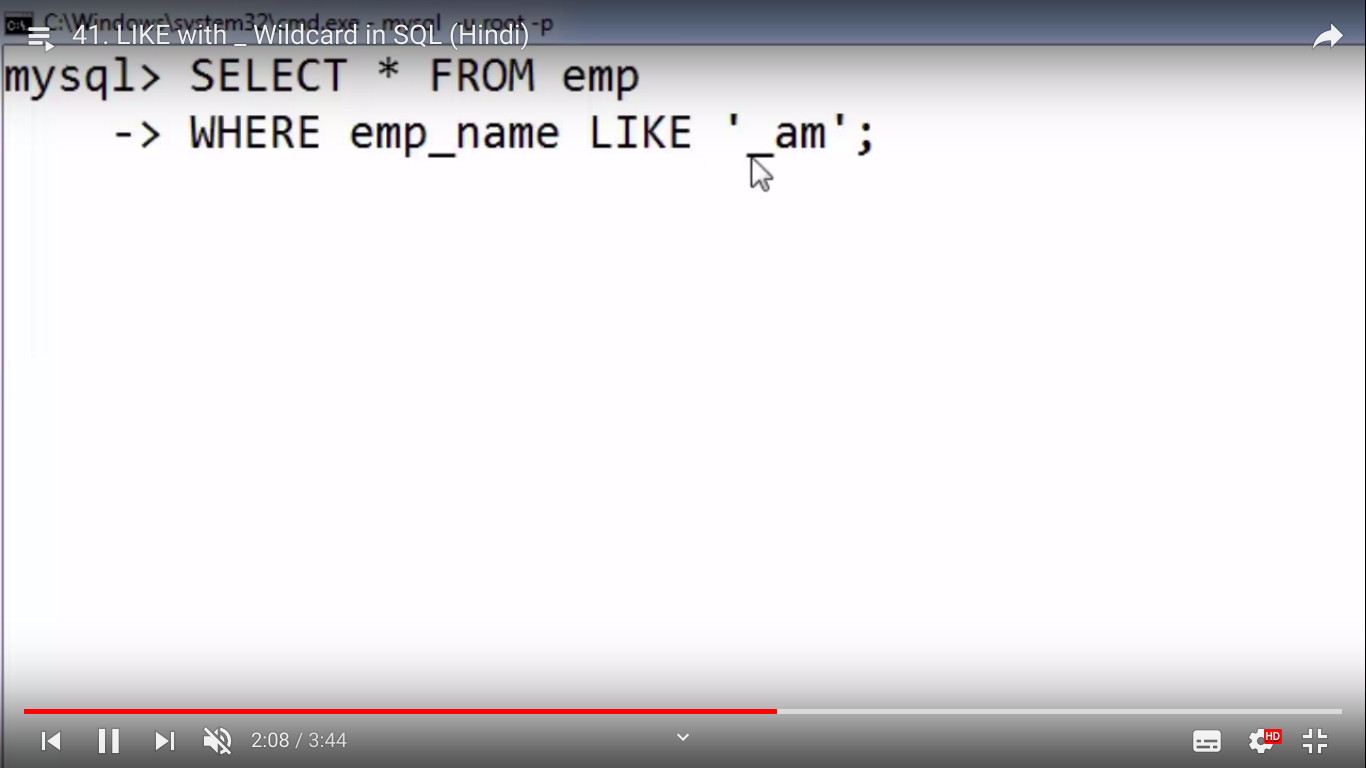 C:\Windows\system32\cmd.exe - mysql -u root -p
41. LIKE with _ Wildcard in SQL (Hindi)
mysql> SELECT * FROM emp
-> WHERE emp_name LIKE '_am';
2:08 / 3:44
HD